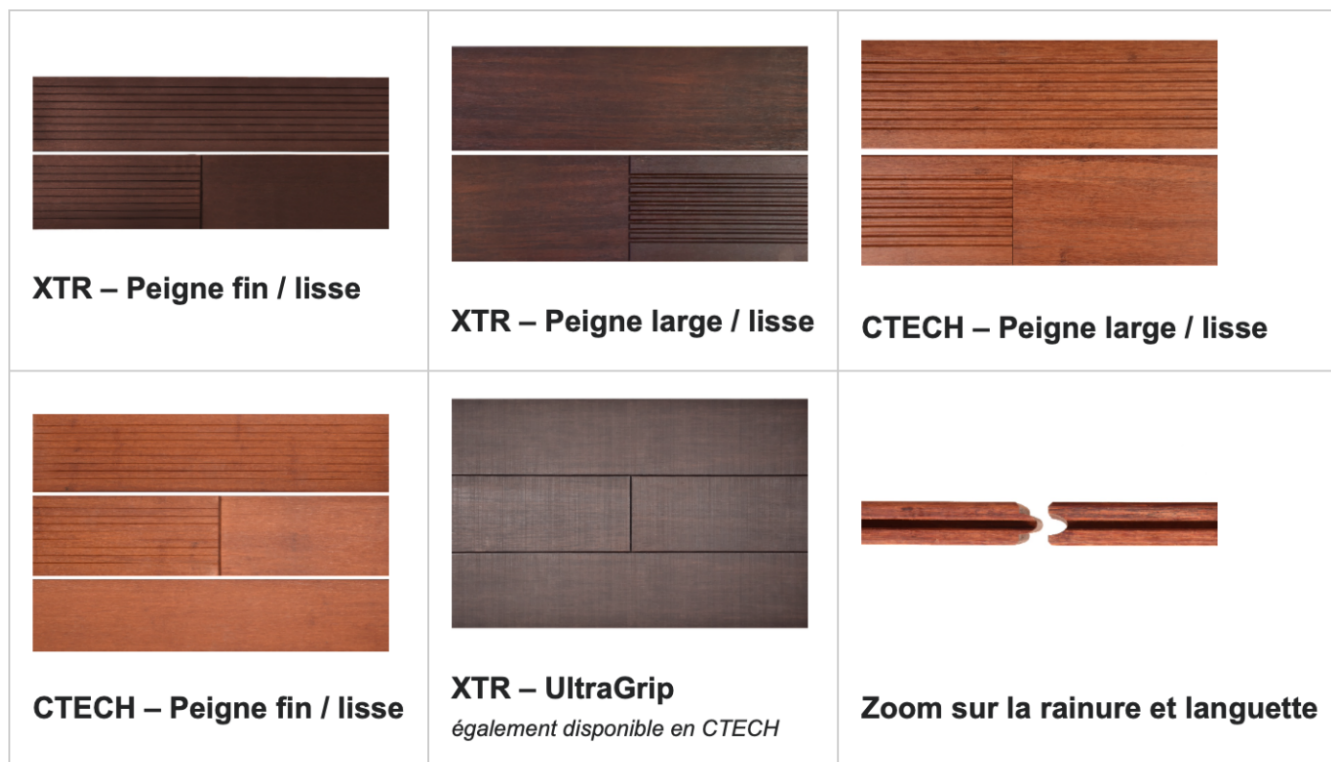 XTR – Peigne fin / lisse
XTR – Peigne large / lisse
CTECH – Peigne large / lisse
CTECH – Peigne fin / lisse
XTR – UltraGrip
également disponible en CTECH
Zoom sur la rainure et languette